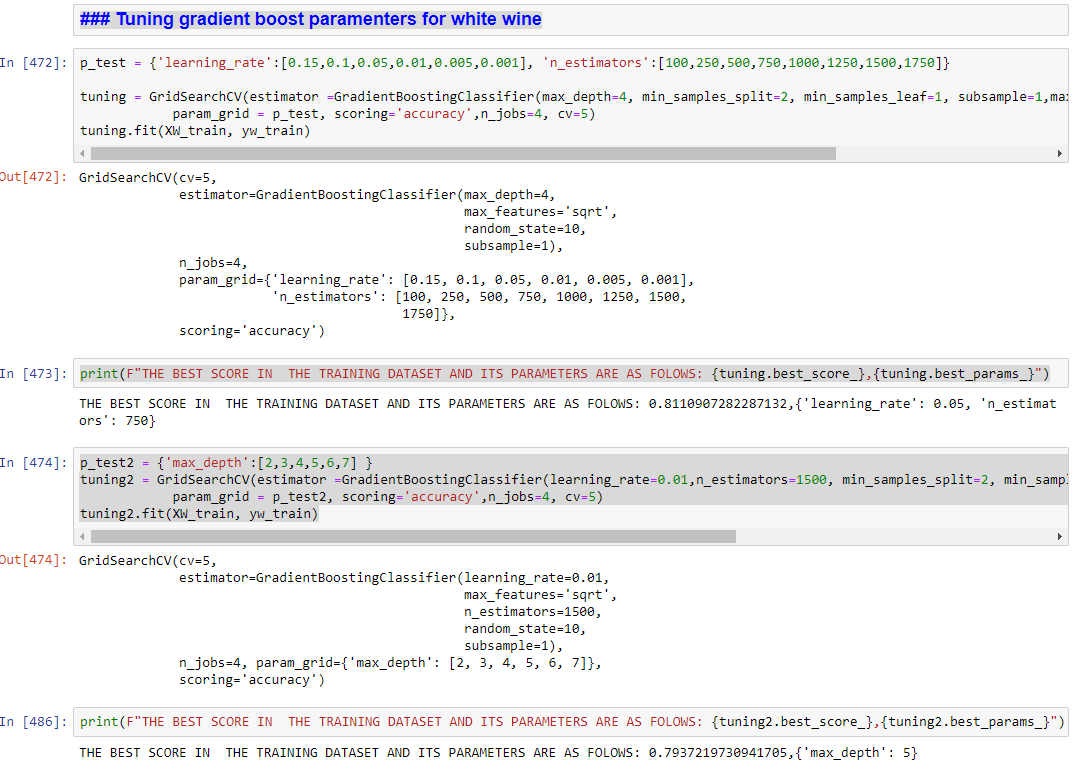 ### Tuning gradient boost paramenters for white wine
In [472]: p_test = {'learning_rate':[0.15,0.1,0.05,0.01,0.005,0.001], 'n_estimators':[100,250,500,750,1000,1250,1500,1750]}
tuning = GridSearchCV(estimator =GradientBoostingClassifier(max_depth=4, min_samples_split=2, min_samples_leaf=1, subsample=1,max
param_grid = p_test, scoring='accuracy',n_jobs=4, cv=5)
tuning.fit(XW_train, yw_train)
Out[472]: GridSearchCV(cv=5,
estimator=GradientBoostingClassifier(max_depth=4,
max_features='sqrt',
random_state=10,
subsample=1),
n_jobs=4,
param_grid={'learning_rate': [0.15, 0.1, 0.05, 0.01, 0.005, 0.001],
'n_estimators': [100, 250, 500, 750, 1000, 1250, 1500,
1750]},
scoring='accuracy')
In [473]: print(F"THE BEST SCORE IN  THE TRAINING DATASET AND ITS PARAMETERS ARE AS FOLOWS: {tuning.best_score_},{tuning.best_params_}")
THE BEST SCORE IN  THE TRAINING DATASET AND ITS PARAMETERS ARE AS FOLOWS: 0.8110907282287132,{'learning_rate': 0.05, 'n_estimat
ors': 750}
In [474]: p_test2 = {'max_depth':[2,3,4,5,6,7] }
tuning2 = GridSearchCV(estimator =GradientBoostingClassifier(learning_rate=0.01,n_estimators=1500, min_samples_split=2, min_sampl
param_grid = p_test2, scoring='accuracy',n_jobs=4, cv=5)
tuning2.fit(XW_train, yw_train)
Out[474]: GridSearchCV(cv=5,
estimator=GradientBoostingClassifier(learning_rate=0.01,
max_features='sqrt',
n_estimators=1500,
random_state=10,
subsample=1),
n_jobs=4, param_grid={'max_depth': [2, 3, 4, 5, 6, 7]},
scoring='accuracy')
In [486]: print(F"THE BEST SCORE IN  THE TRAINING DATASET AND ITS PARAMETERS ARE AS FOLOWS: {tuning2.best_score_},{tuning2.best_params_}")
THE BEST SCORE IN  THE TRAINING DATASET AND ITS PARAMETERS ARE AS FOLOWS: 0.7937219730941705,{'max_depth': 5}